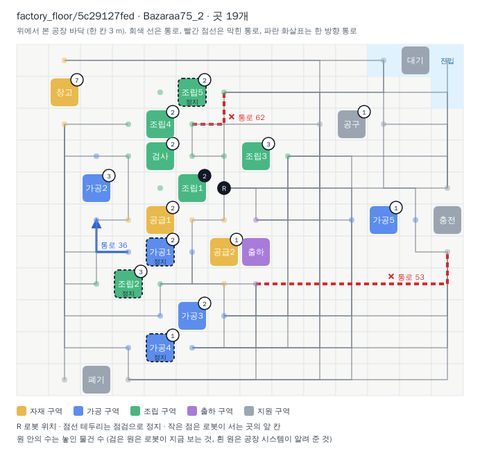 factory_floor/5c29127fed · Bazaraa75_2 · 곳 19개
위에서 본 공장 바닥 (한 칸 3 m). 회색 선은 통로, 빨간 점선은 막힌 통로, 파란 화살표는 한 방향 통로
대기
진입
창고 7
조립5 2
정지
조립4 2
✕ 통로 62
공구 1
검사 2
조립3 3
가공2 3
조립1 2
R
공급1 2
가공5 1
충전
통로 36
가공1 2
정지
공급2 1
출하
조립2 3
정지
✕ 통로 53
가공3 2
가공4 1
정지
폐기
자재 구역
가공 구역
조립 구역
출하 구역
지원 구역
R 로봇 위치 · 점선 테두리는 점검으로 정지 · 작은 점은 로봇이 서는 곳의 앞 칸
원 안의 수는 놓인 물건 수 (검은 원은 로봇이 지금 보는 것, 흰 원은 공장 시스템이 알려 준 것)